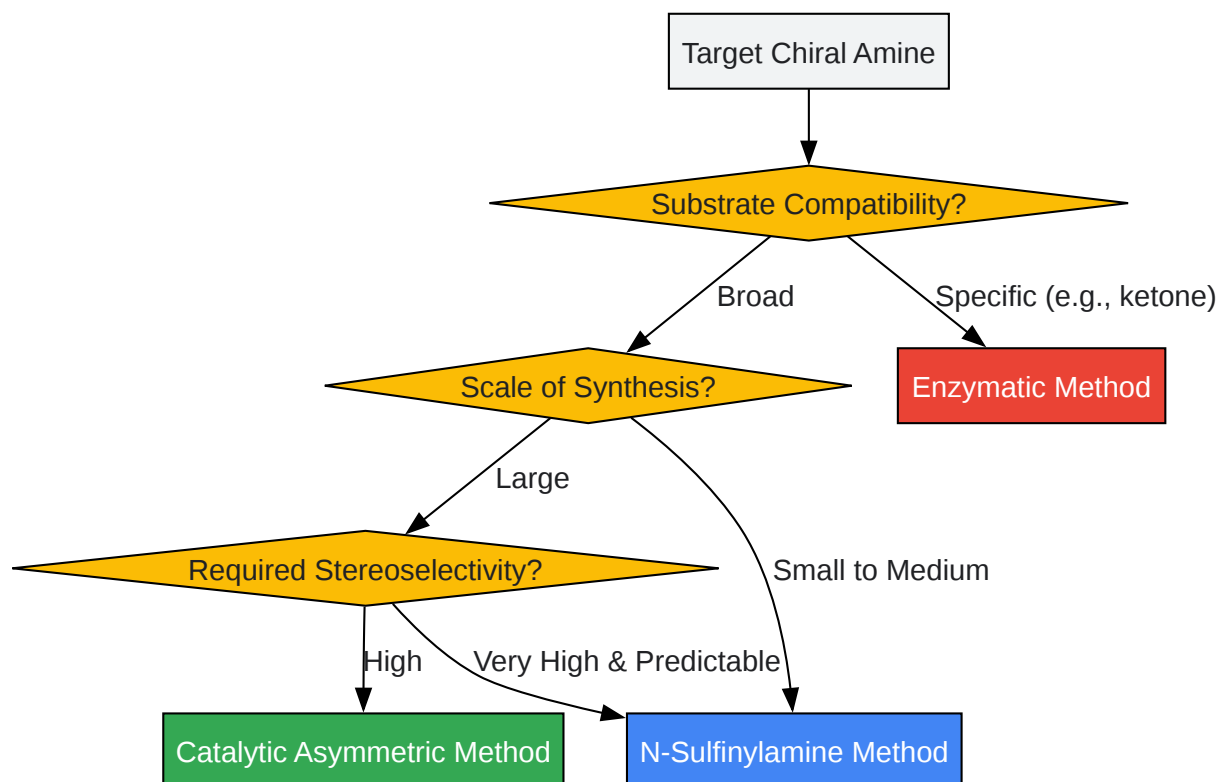 Target Chiral Amine
Substrate Compatibility?
Broad
Specific (e.g., ketone)
Scale of Synthesis?
Enzymatic Method
Large
Required Stereoselectivity?
Small to Medium
High
Very High & Predictable
Catalytic Asymmetric Method
N-Sulfinylamine Method